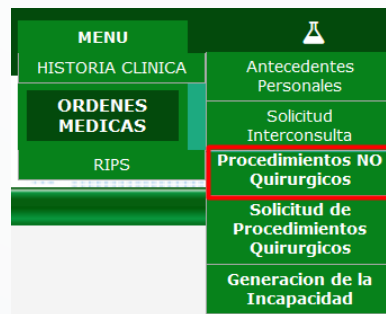 MENU
HISTORIA CLINICA
ORDENES
MEDICAS
RIPS
Antecedentes
Personales
Solicitud
Interconsulta
Procedimientos NO
Quirurgicos
Solicitud de
Procedimientos
Quirurgicos
Generacion de la
Incapacidad